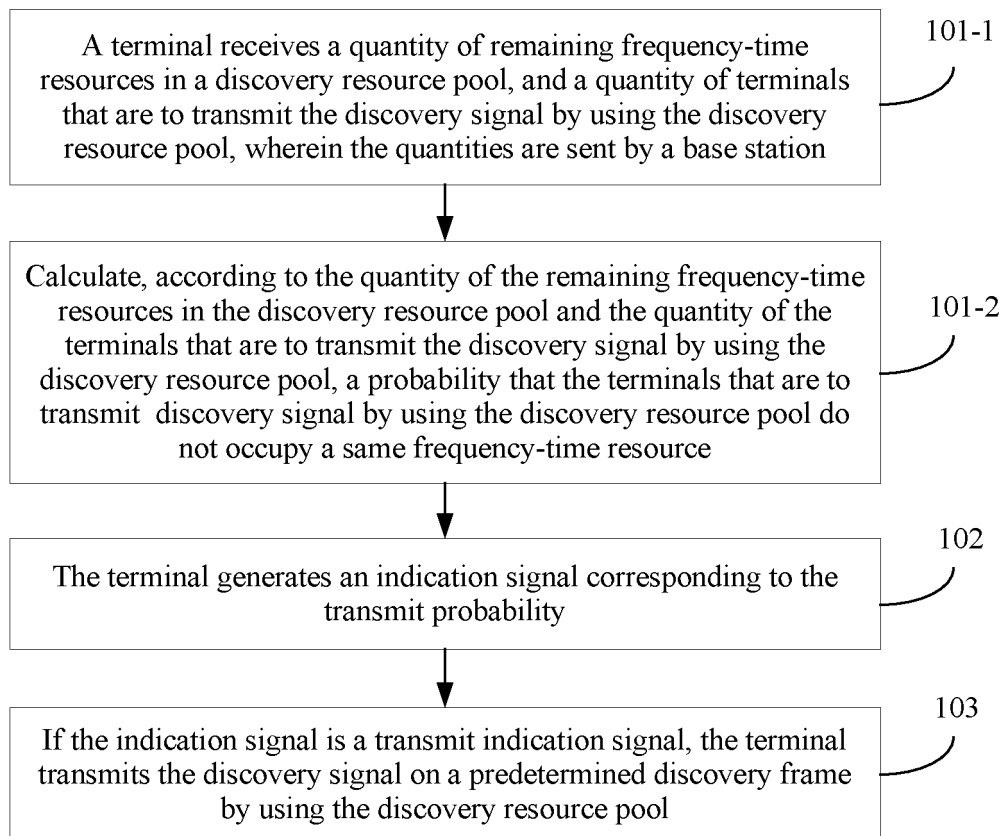 A terminal receives a quantity of remaining frequency-time
resources in a discovery resource pool, and a quantity of terminals
that are to transmit the discovery signal by using the discovery
resource pool, wherein the quantities are sent by a base station
101-1
Calculate, according to the quantity of the remaining frequency-time
resources in the discovery resource pool and the quantity of the
terminals that are to transmit the discovery signal by using the
discovery resource pool, a probability that the terminals that are to
transmit discovery signal by using the discovery resource pool do
not occupy a same frequency-time resource
101-2
The terminal generates an indication signal corresponding to the
transmit probability
102
If the indication signal is a transmit indication signal, the terminal
transmits the discovery signal on a predetermined discovery frame
by using the discovery resource pool
103